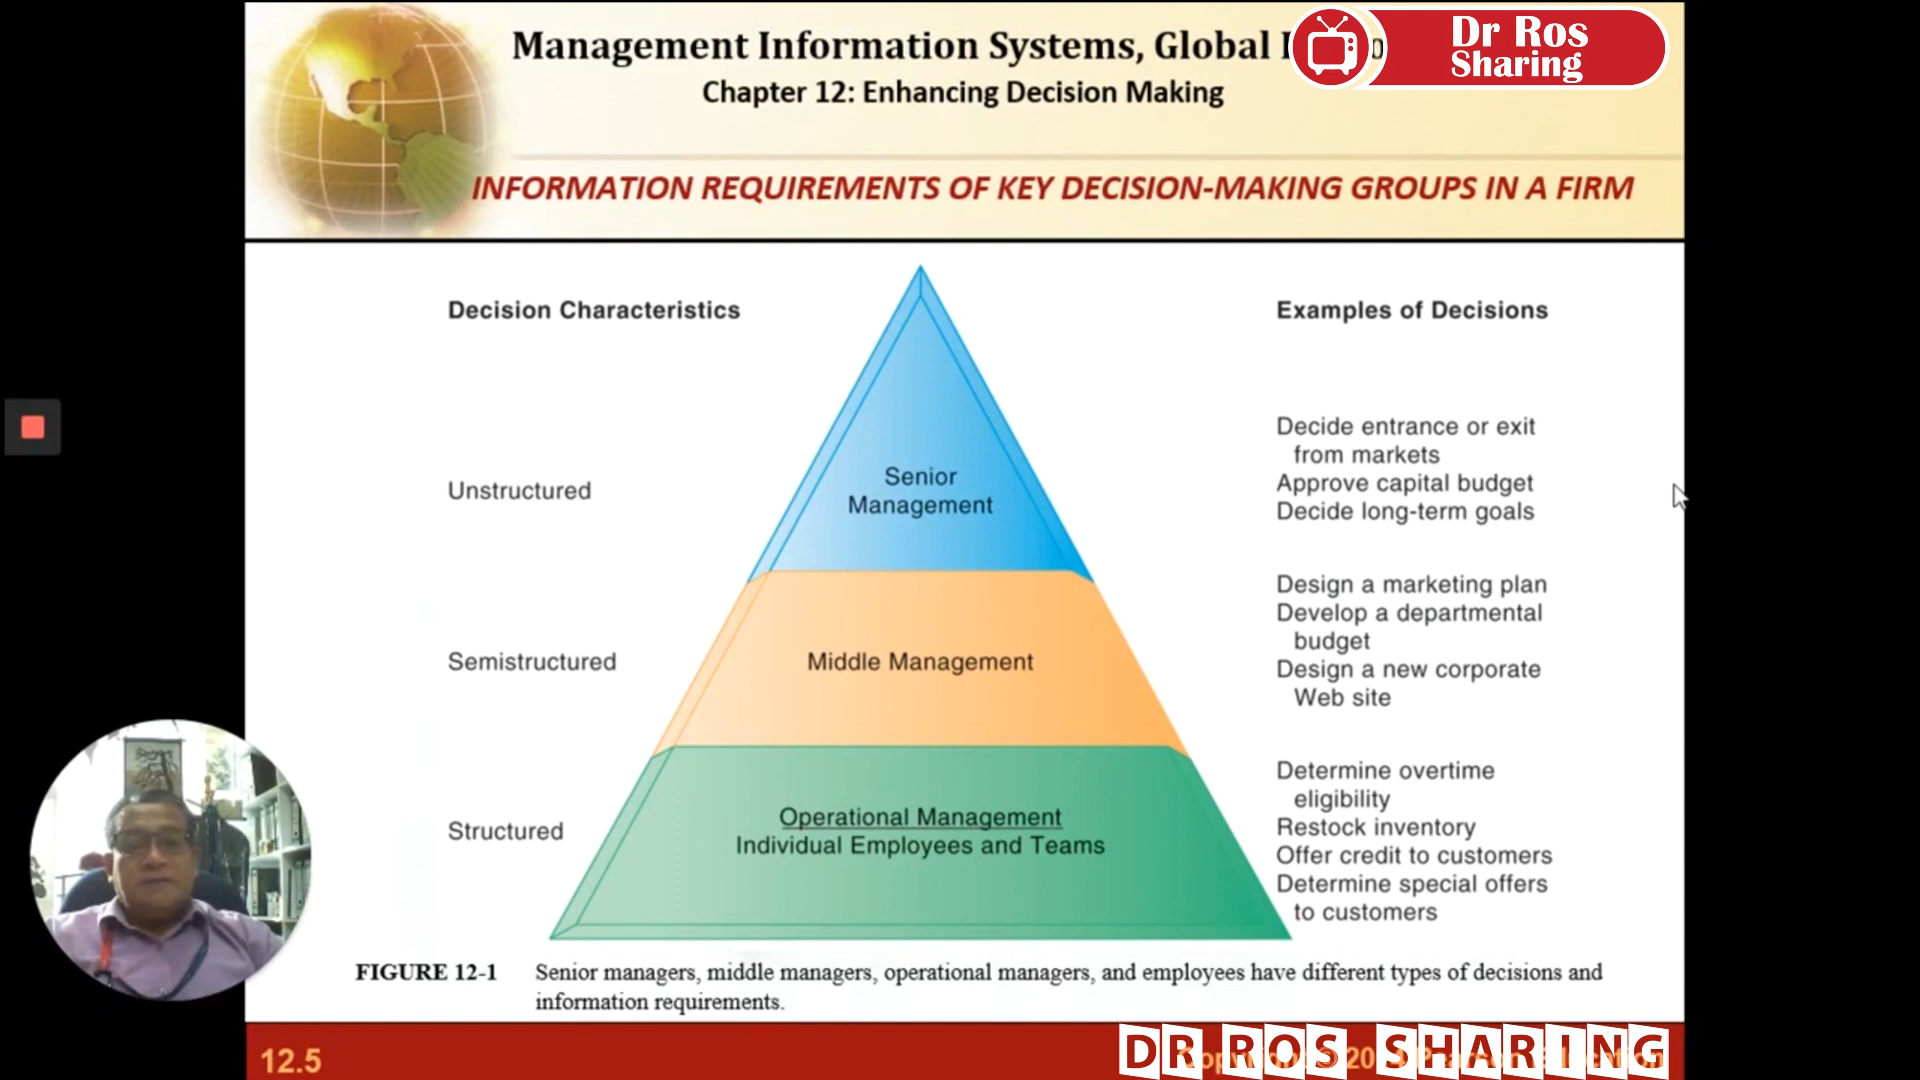 Management Information Systems, Global
Chapter 12: Enhancing Decision Making
Dr Ros
Sharing
INFORMATION REQUIREMENTS OF KEY DECISION-MAKING GROUPS IN A FIRM
Decision Characteristics
Examples of Decisions
Unstructured
Senior
Management
Decide entrance or exit
from markets
Approve capital budget
Decide long-term goals
Semistructured
Middle Management
Design a marketing plan
Develop a departmental
budget
Design a new corporate
Web site
Structured
Operational Management
Individual Employees and Teams
Determine overtime
eligibility
Restock inventory
Offer credit to customers
Determine special offers
to customers
FIGURE 12-1 Senior managers, middle managers, operational managers, and employees have different types of decisions and
information requirements.
12.5
DR ROS SHARING